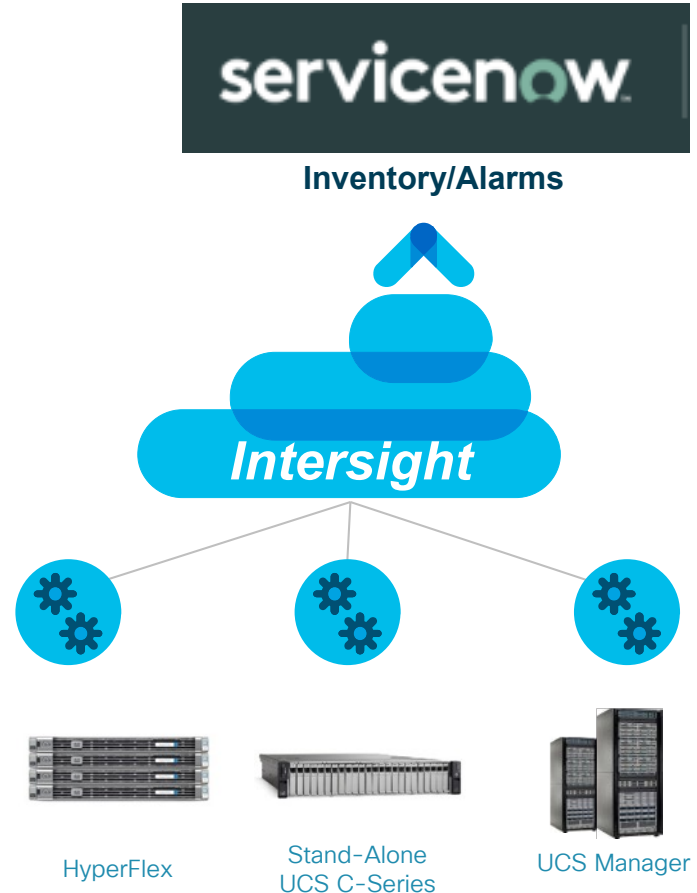 servicenow
Inventory/Alarms
Intersight
HyperFlex
Stand-Alone
UCS C-Series
UCS Manager